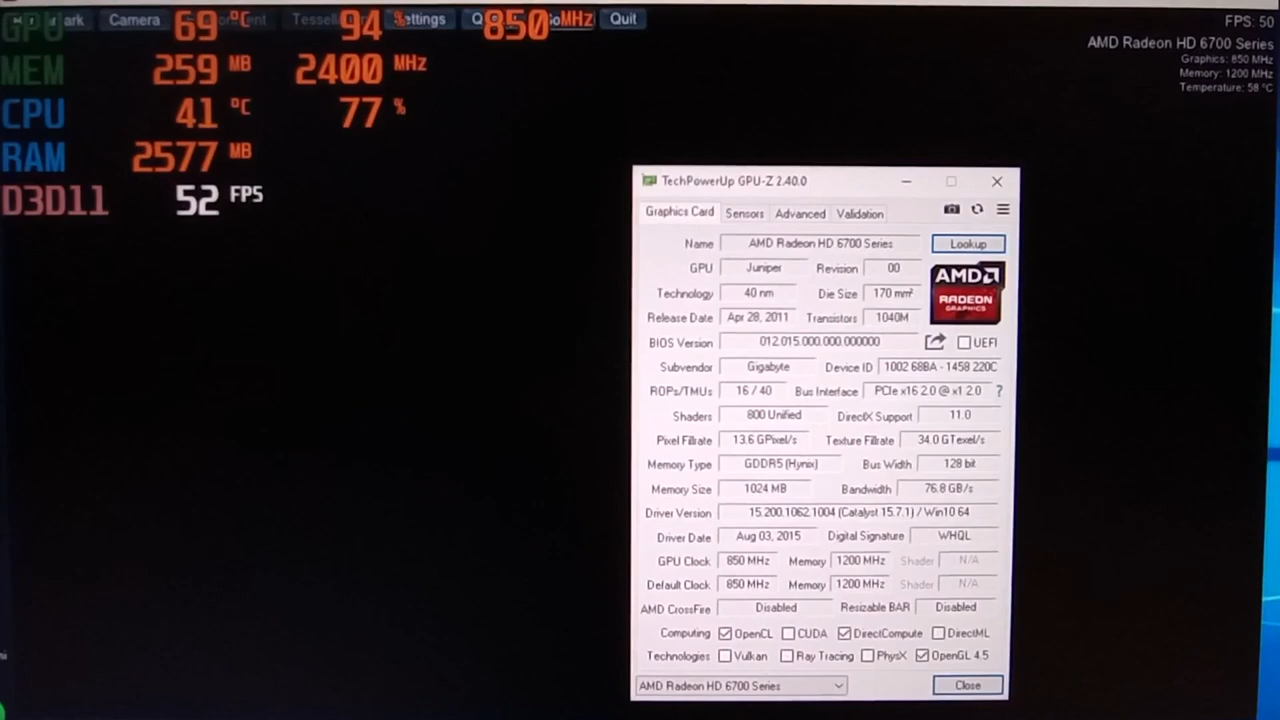 GPU 69 °C 94 % 850 MHz
Camera Settings Quit
FPS: 50
AMD Radeon HD 6700 Series
Graphics: 850 MHz
Memory: 1200 MHz
Temperature: 58 °C
MEM 259 MB 2400 MHz
CPU 41 °C 77 %
RAM 2577 MB
D3D11 52 FPS
TechPowerUp GPU-Z 2.40.0
Graphics Card Sensors Advanced Validation
Name AMD Radeon HD 6700 Series Lookup
GPU Juniper Revision 00
AMD
RADEON
GRAPHICS
Technology 40 nm Die Size 170 mm²
Release Date Apr 28, 2011 Transistors 1040M
BIOS Version 012.015.000.000.000000 UEFI
Subvendor Gigabyte Device ID 1002 68BA - 1458 220C
ROPs/TMUs 16 / 40 Bus Interface PCIe x16 2.0 @ x1 2.0 ?
Shaders 800 Unified DirectX Support 11.0
Pixel Fillrate 13.6 GPixel/s Texture Fillrate 34.0 GTexel/s
Memory Type GDDR5 (Hynix) Bus Width 128 bit
Memory Size 1024 MB Bandwidth 76.8 GB/s
Driver Version 15.200.1062.1004 (Catalyst 15.7.1) / Win10 64
Driver Date Aug 03, 2015 Digital Signature WHQL
GPU Clock 850 MHz Memory 1200 MHz Shader N/A
Default Clock 850 MHz Memory 1200 MHz Shader N/A
AMD CrossFire Disabled Resizable BAR Disabled
Computing OpenCL CUDA DirectCompute DirectML
Technologies Vulkan Ray Tracing PhysX OpenGL 4.5
AMD Radeon HD 6700 Series Close